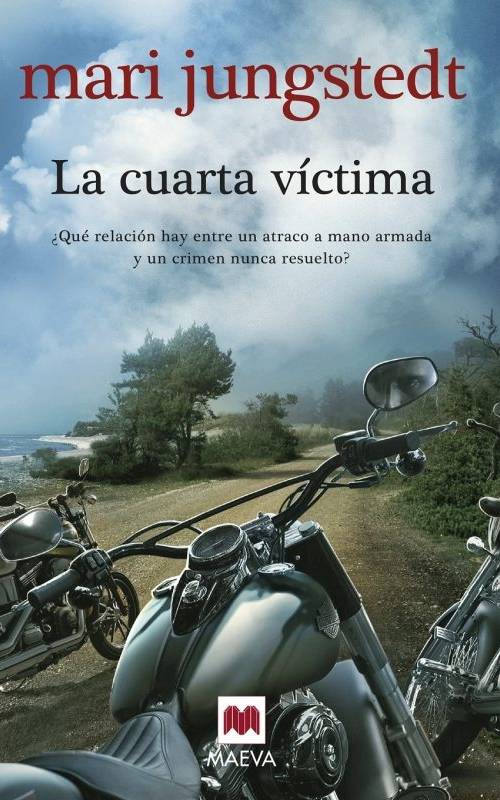 mari jungstedt
La cuarta víctima
¿Qué relación hay entre un atraco a mano armada
y un crimen nunca resuelto?
MAEVA